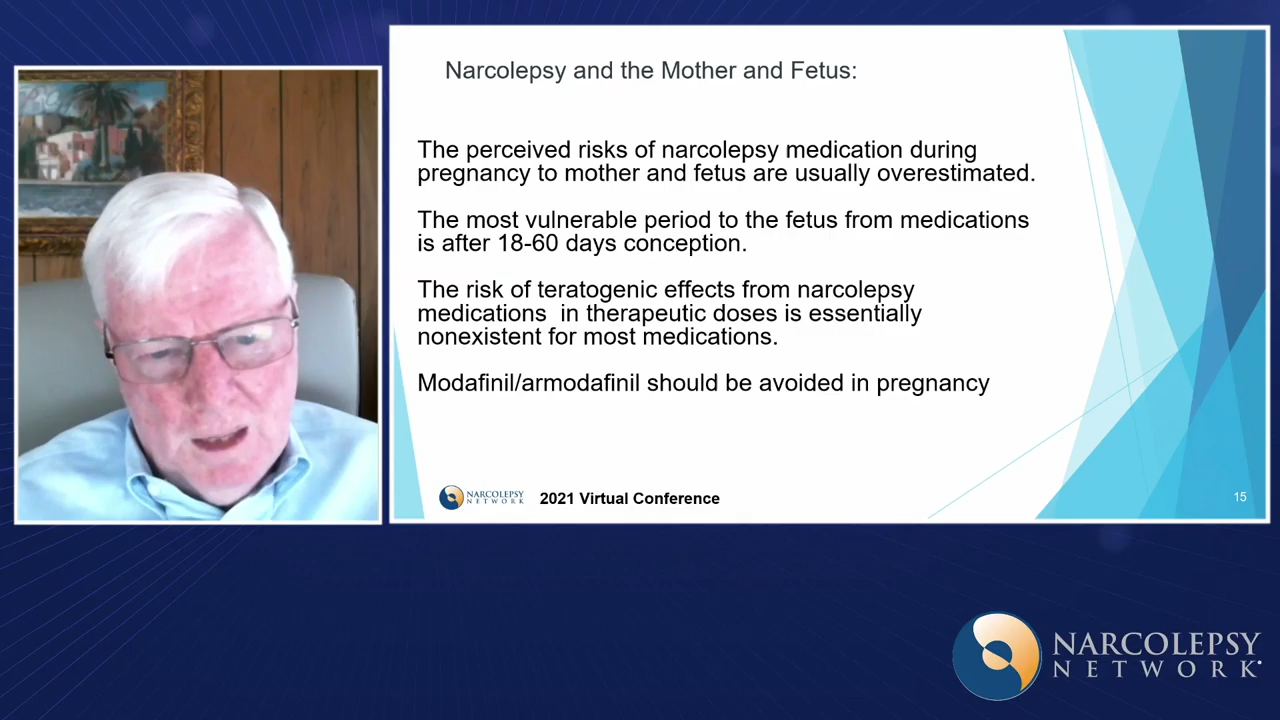 Narcolepsy and the Mother and Fetus:
The perceived risks of narcolepsy medication during
pregnancy to mother and fetus are usually overestimated.
The most vulnerable period to the fetus from medications
is after 18-60 days conception.
The risk of teratogenic effects from narcolepsy
medications  in therapeutic doses is essentially
nonexistent for most medications.
Modafinil/armodafinil should be avoided in pregnancy
NARCOLEPSY
NETWORK
2021 Virtual Conference
15
NARCOLEPSY
NETWORK